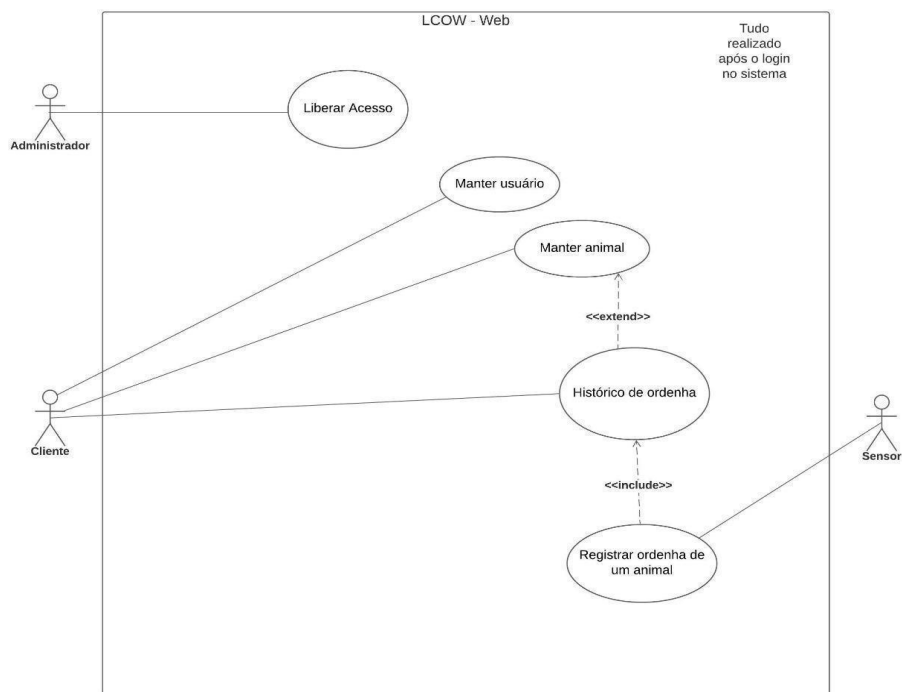 LCOW - Web
Tudo
realizado
após o login
no sistema
Liberar Acesso
Administrador
Manter usuário
Manter animal
<<extend>>
Histórico de ordenha
Cliente
Sensor
<<include>>
Registrar ordenha de
um animal